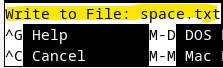 Write to File: space.txt
^G Help M-D DOS
^C Cancel M-M Mac